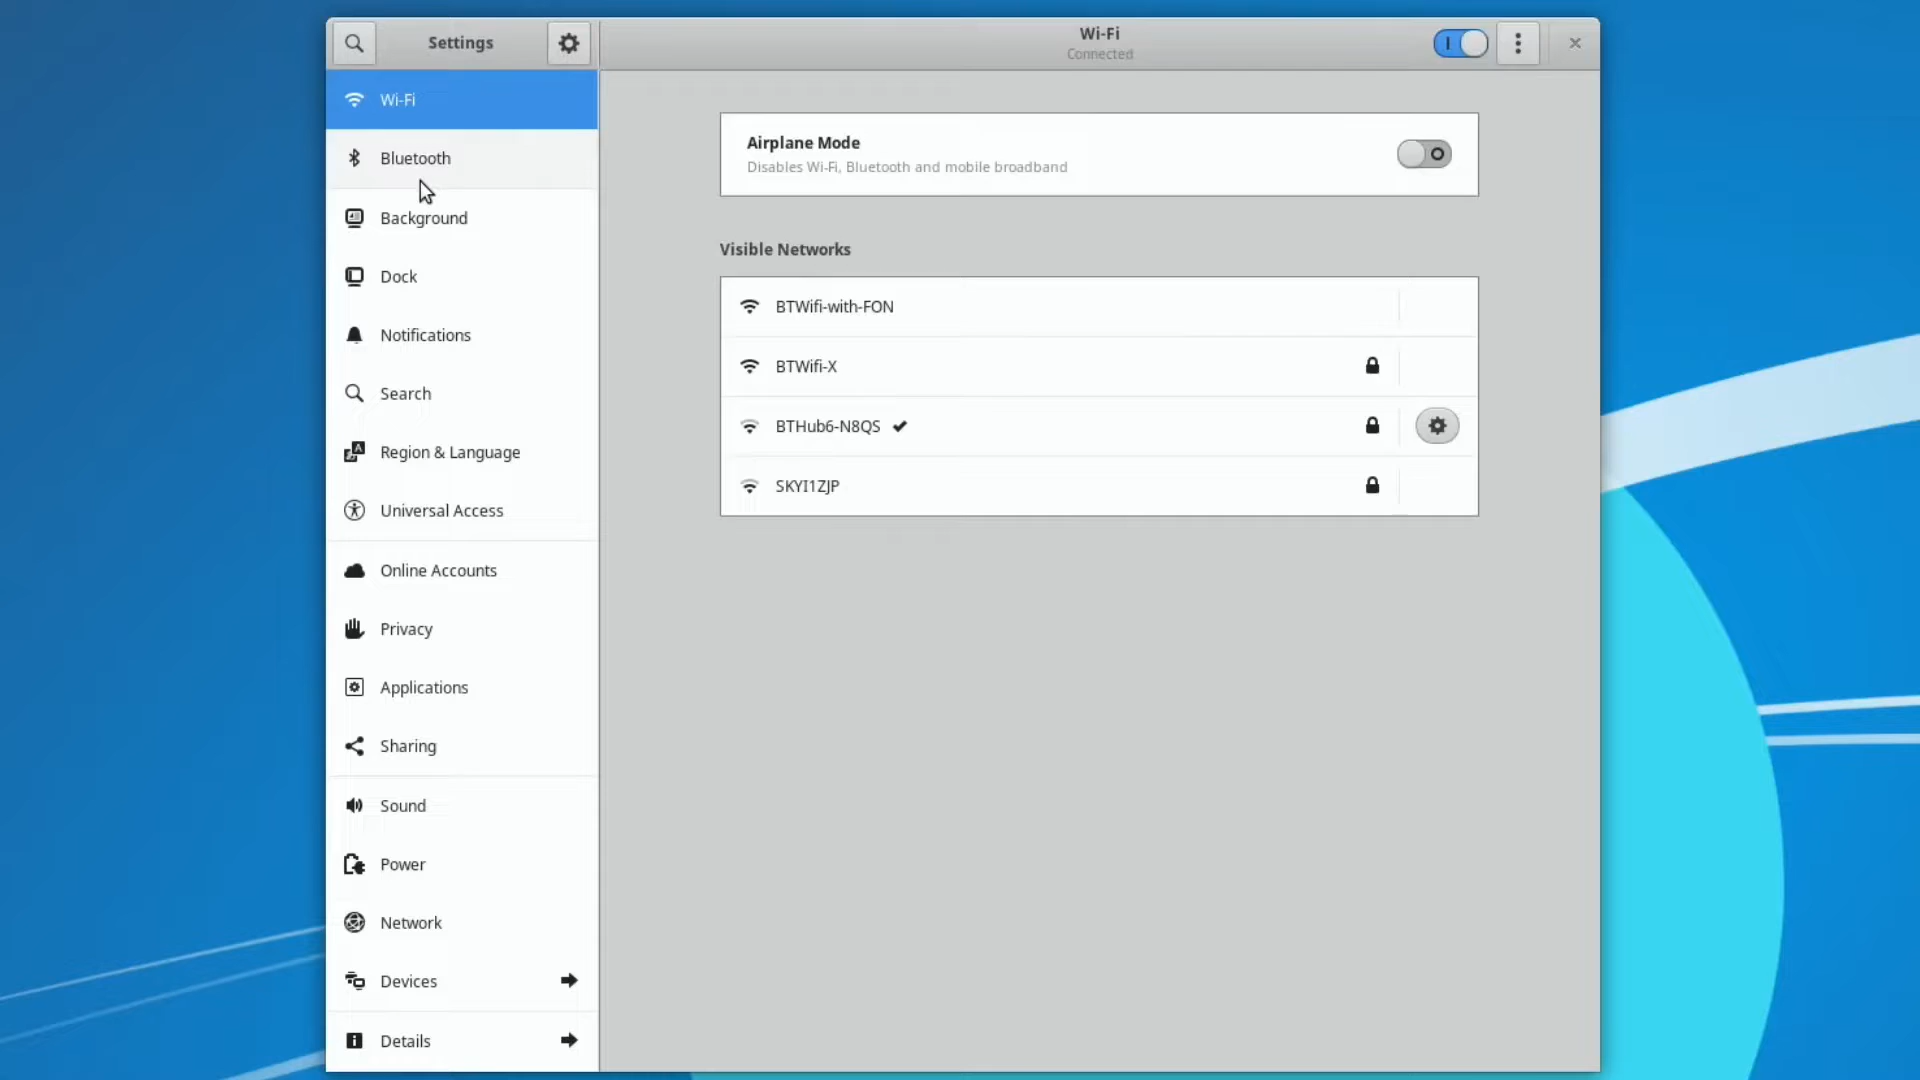 Settings
Wi-Fi
Connected
Wi-Fi
Bluetooth
Background
Dock
Notifications
Search
Region & Language
Universal Access
Online Accounts
Privacy
Applications
Sharing
Sound
Power
Network
Devices
Details
Airplane Mode
Disables Wi-Fi, Bluetooth and mobile broadband
Visible Networks
BTWifi-with-FON
BTWifi-X
BTHub6-N8QS
SKYI1ZJP